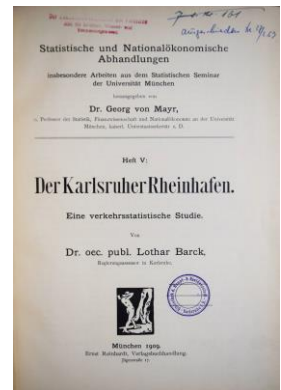 Statistische und Nationalökonomische
Abhandlungen
insbesondere Arbeiten aus dem Statistischen Seminar
der Universität München
herausgegeben von
Dr. Georg von Mayr,
o. Professor der Statistik, Finanzwissenschaft und Nationalökonomie an der Universität
München, kaiserl. Unterstaatssekretär z. D.
Heft V:
Der Karlsruher Rheinhafen.
Eine verkehrsstatistische Studie.
Von
Dr. oec. publ. Lothar Barck,
Regierungsassessor in Karlsruhe.
München 1909.
Ernst Reinhardt, Verlagsbuchhandlung.
Jägerstraße